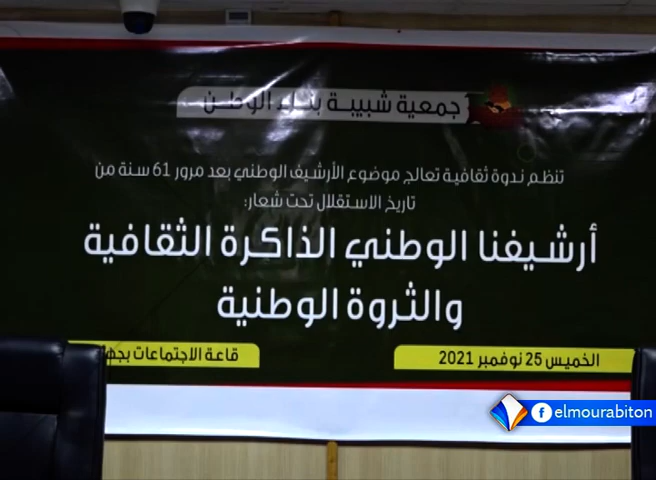 جمعية شبيبة بناء الوطن
تنظم ندوة ثقافية تعالج موضوع الأرشيف الوطني بعد مرور 61 سنة من
تاريخ الاستقلال تحت شعار:
أرشيفنا الوطني الذاكرة الثقافية
والثروة الوطنية
الخميس 25 نوفمبر 2021
قاعة الاجتماعات
elmourabiton